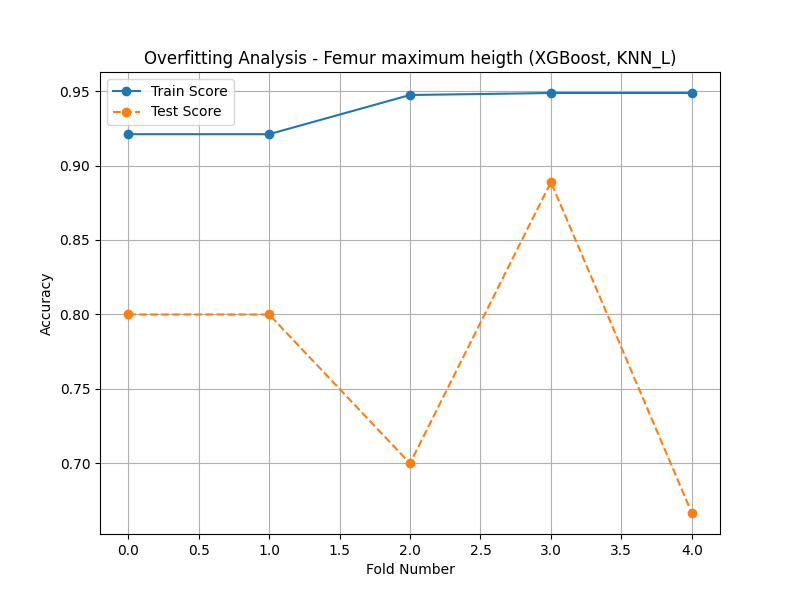 Overfitting Analysis - Femur maximum heigth (XGBoost, KNN_L)
Train Score
Test Score
0.95
0.90
0.85
0.80
0.75
0.70
Accuracy
0.0 0.5 1.0 1.5 2.0 2.5 3.0 3.5 4.0
Fold Number